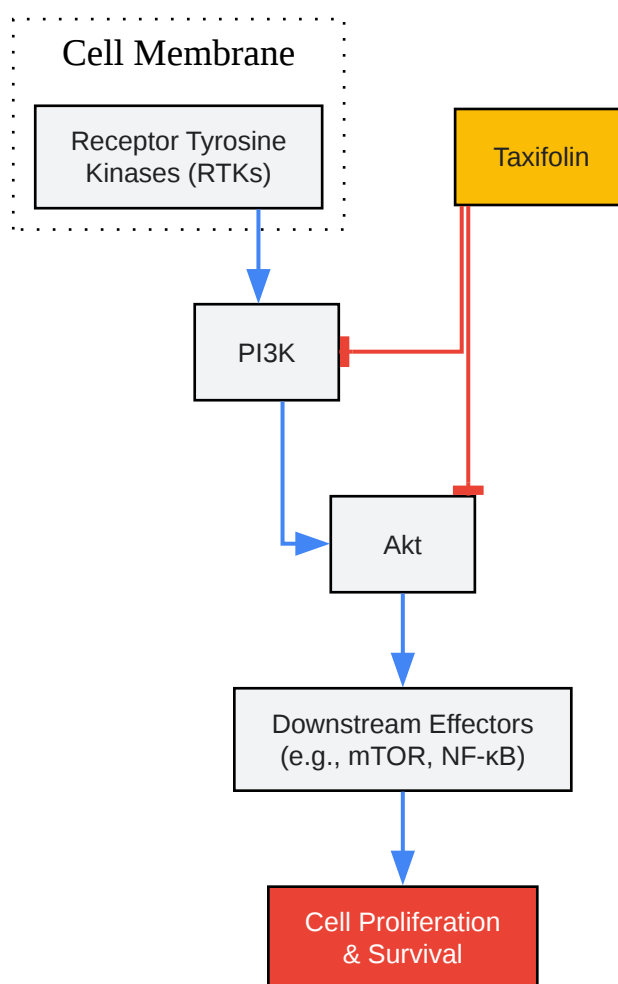 Cell Membrane
Receptor Tyrosine
Kinases (RTKs)
Taxifolin
PI3K
Akt
Downstream Effectors
(e.g., mTOR, NF-κB)
Cell Proliferation
& Survival